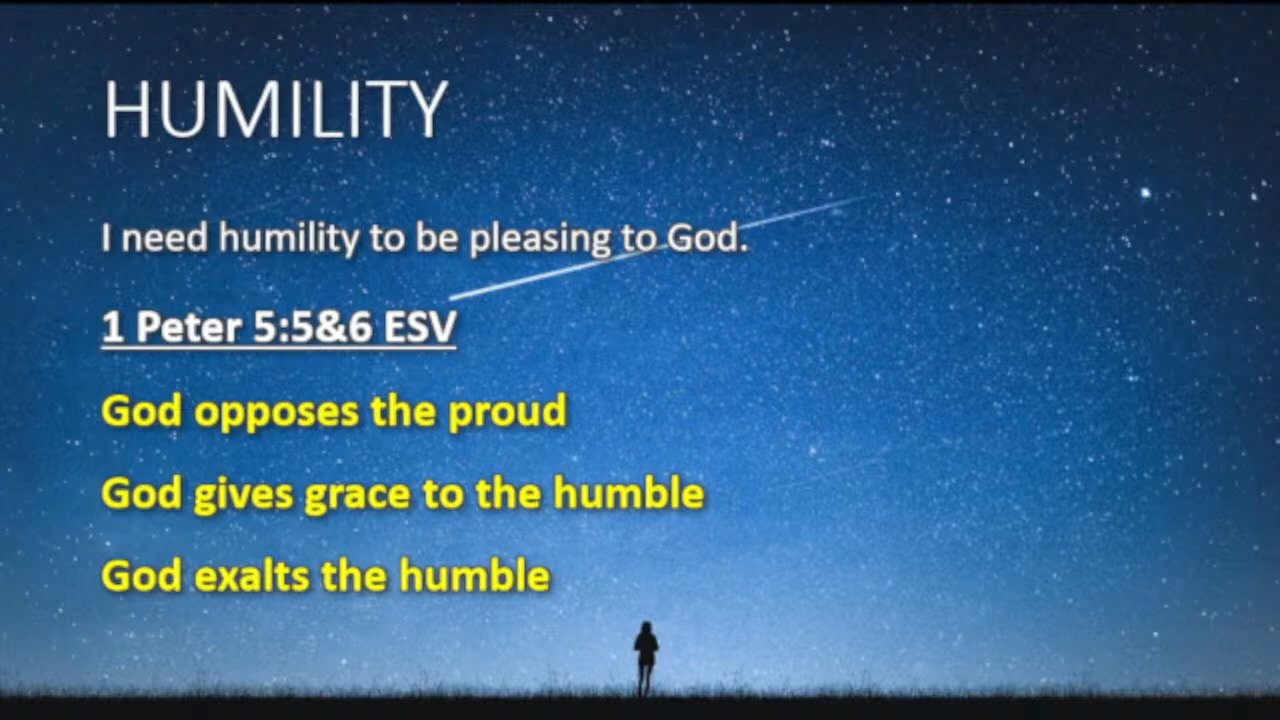 HUMILITY
I need humility to be pleasing to God.
1 Peter 5:5&6 ESV
God opposes the proud
God gives grace to the humble
God exalts the humble